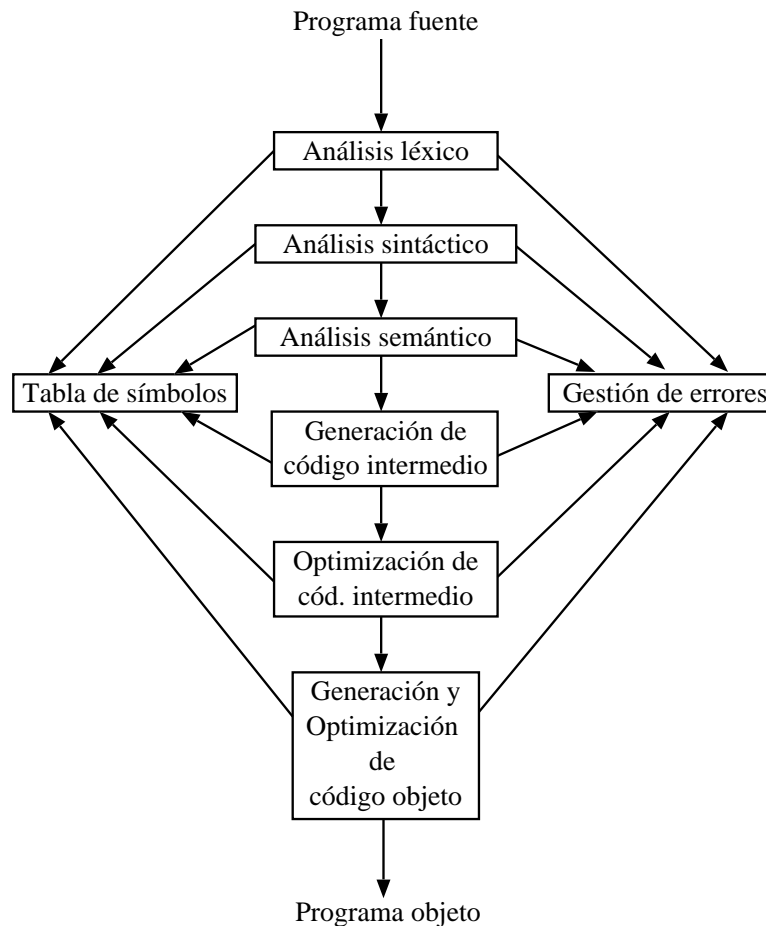 Programa fuente
Análisis léxico
Análisis sintáctico
Análisis semántico
Tabla de símbolos
Gestión de errores
Generación de
código intermedio
Optimización de
cód. intermedio
Generación y
Optimización
de
código objeto
Programa objeto